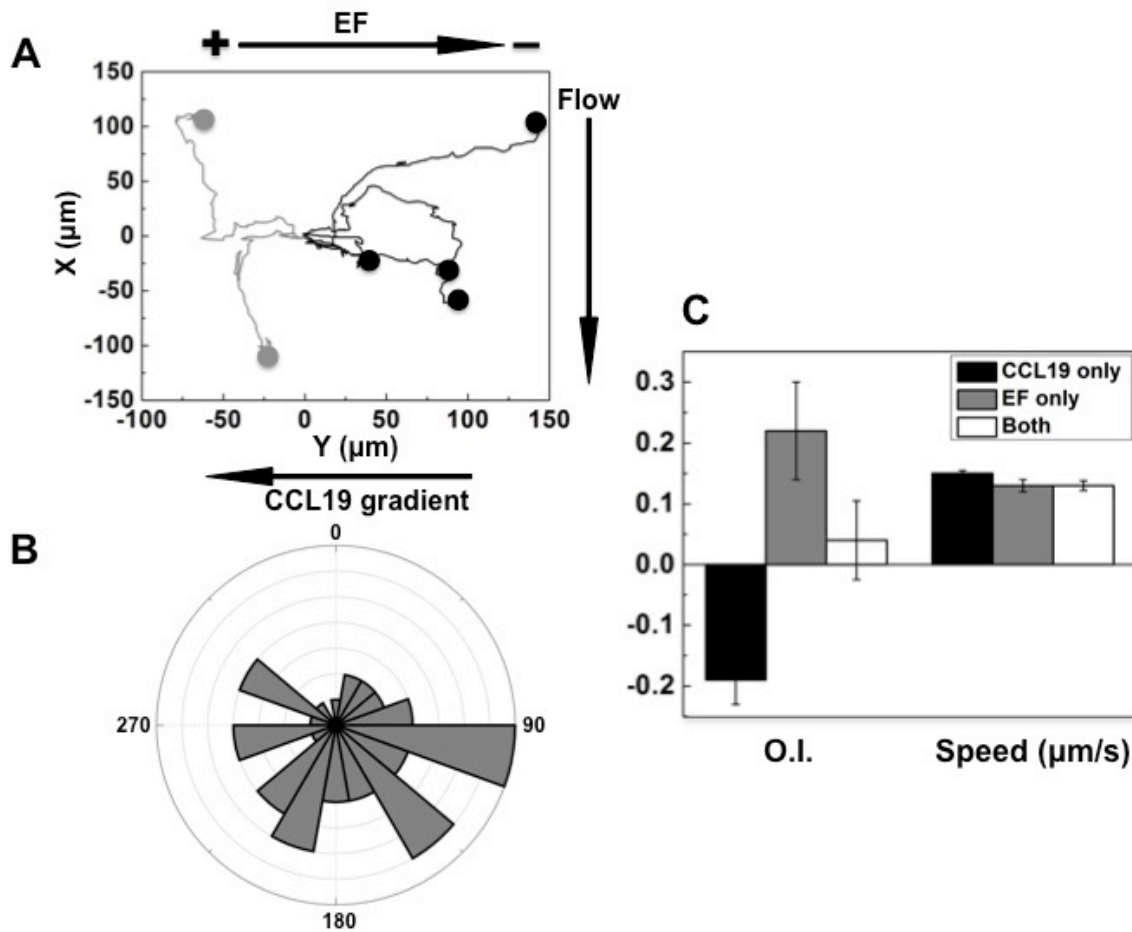 EF
A
+
−
150
100
50
0
-50
-100
-150
X (µm)
-100
-50
0
50
100
150
Y (µm)
Flow
CCL19 gradient
B
0
90
180
270
C
0.3
0.2
0.1
0.0
-0.1
-0.2
CCL19 only
EF only
Both
O.I.
Speed (µm/s)